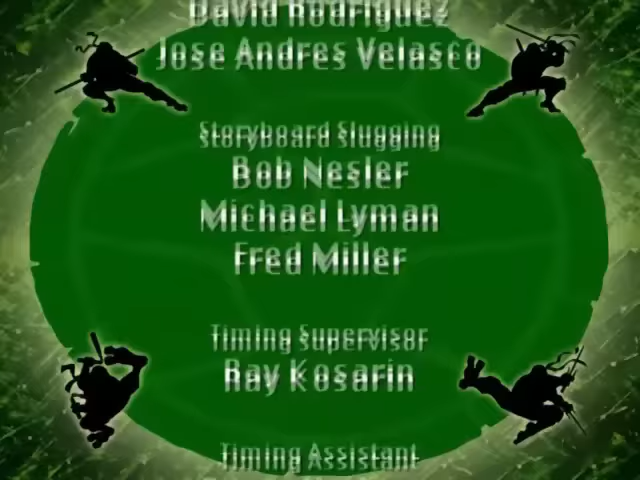 David Rodriguez
Jose Andres Velasco
Storyboard Slugging
Bob Nesler
Michael Lyman
Fred Miller
Timing Supervisor
Ray Kosarin
Timing Assistant